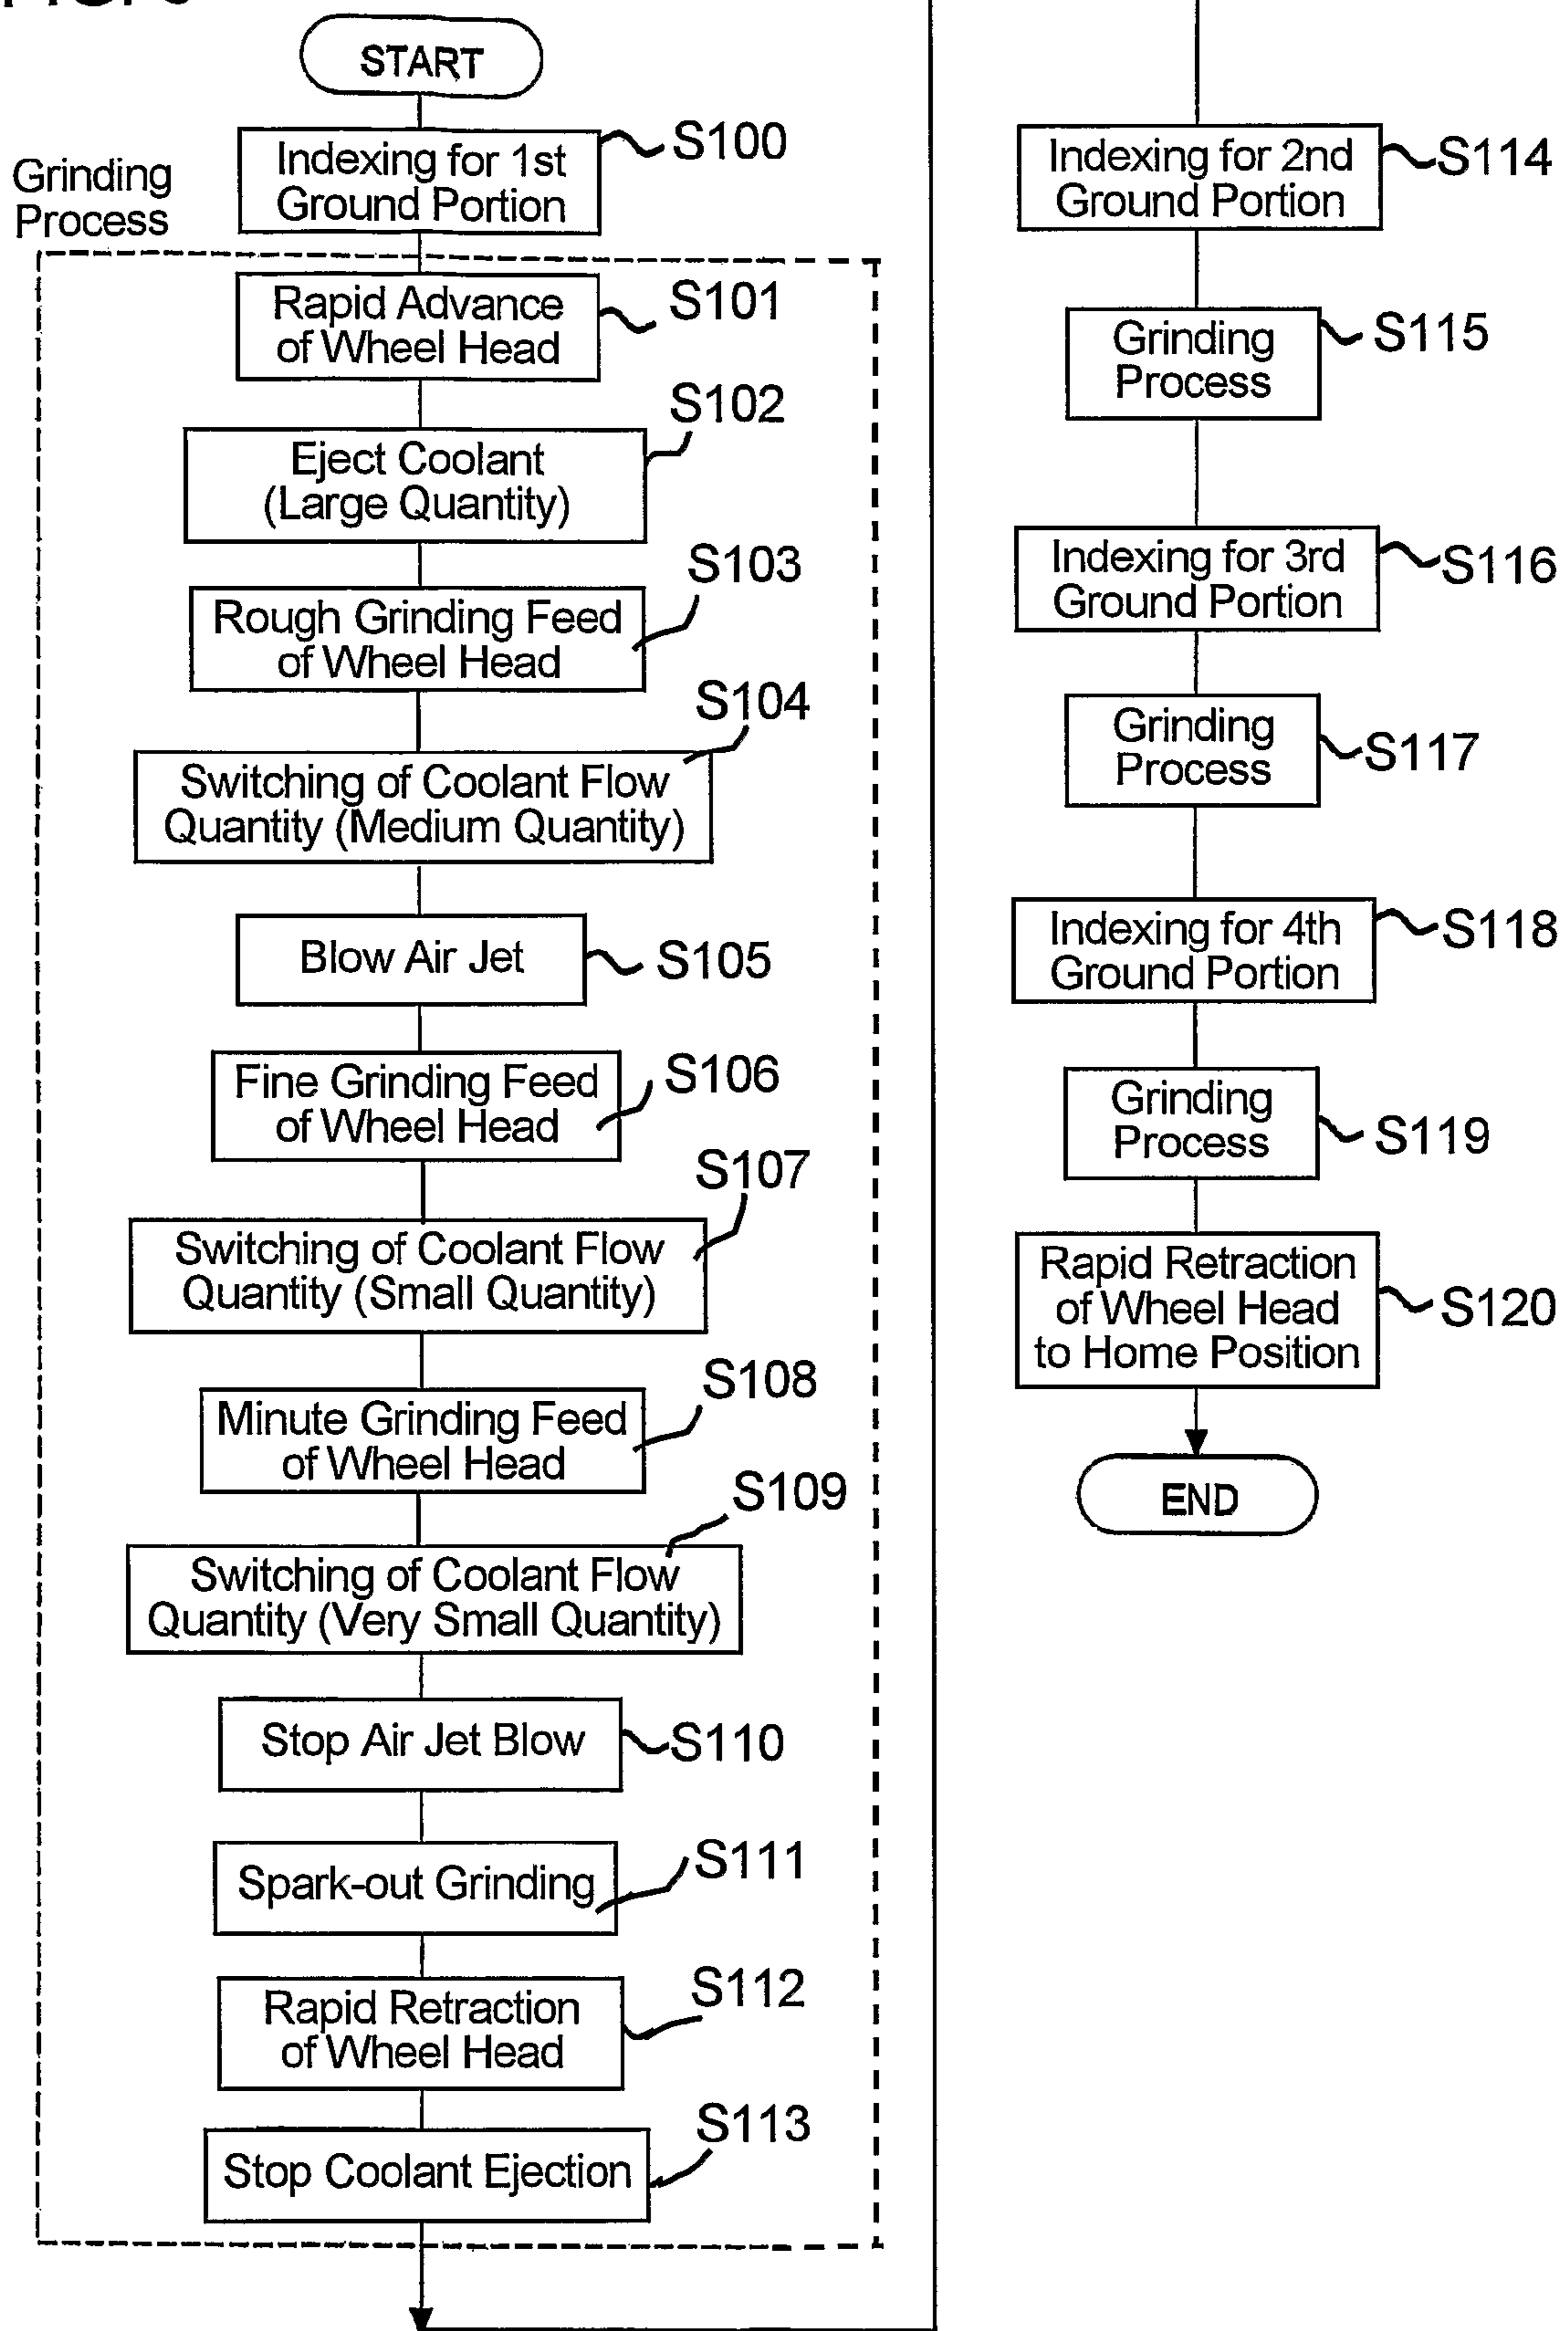 START
Indexing for 1st
Ground Portion
S100
Grinding
Process
Rapid Advance
of Wheel Head
S101
Eject Coolant
(Large Quantity)
S102
Rough Grinding Feed
of Wheel Head
S103
Switching of Coolant Flow
Quantity (Medium Quantity)
S104
Blow Air Jet
S105
Fine Grinding Feed
of Wheel Head
S106
Switching of Coolant Flow
Quantity (Small Quantity)
S107
Minute Grinding Feed
of Wheel Head
S108
Switching of Coolant Flow
Quantity (Very Small Quantity)
S109
Stop Air Jet Blow
S110
Spark-out Grinding
S111
Rapid Retraction
of Wheel Head
S112
Stop Coolant Ejection
S113
Indexing for 2nd
Ground Portion
S114
Grinding
Process
S115
Indexing for 3rd
Ground Portion
S116
Grinding
Process
S117
Indexing for 4th
Ground Portion
S118
Grinding
Process
S119
Rapid Retraction
of Wheel Head
to Home Position
S120
END